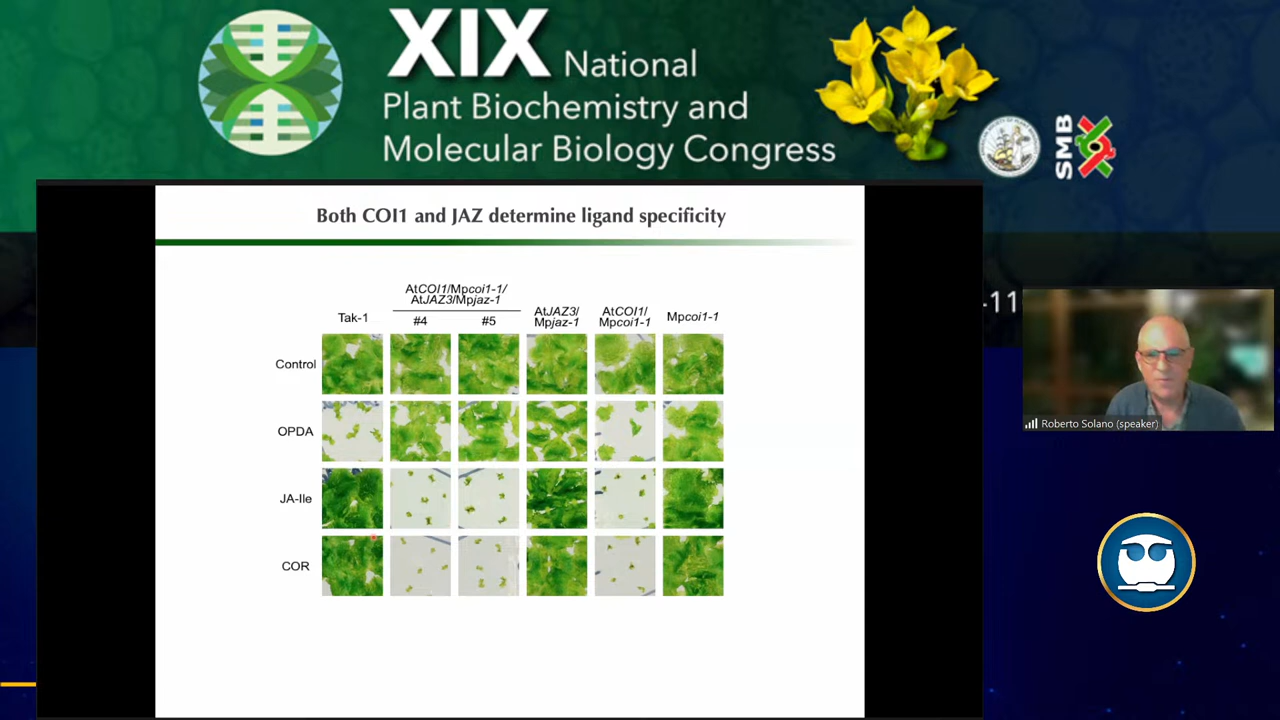 XIX National
Plant Biochemistry and
Molecular Biology Congress
SMB
Both COI1 and JAZ determine ligand specificity
AtCOI1/Mpcoi1-1/
AtJAZ3/Mpjaz-1
Tak-1
#4
#5
AtJAZ3/
Mpjaz-1
AtCOI1/
Mpcoi1-1
Mpcoi1-1
Control
OPDA
JA-Ile
COR
-11
Roberto Solano (speaker)